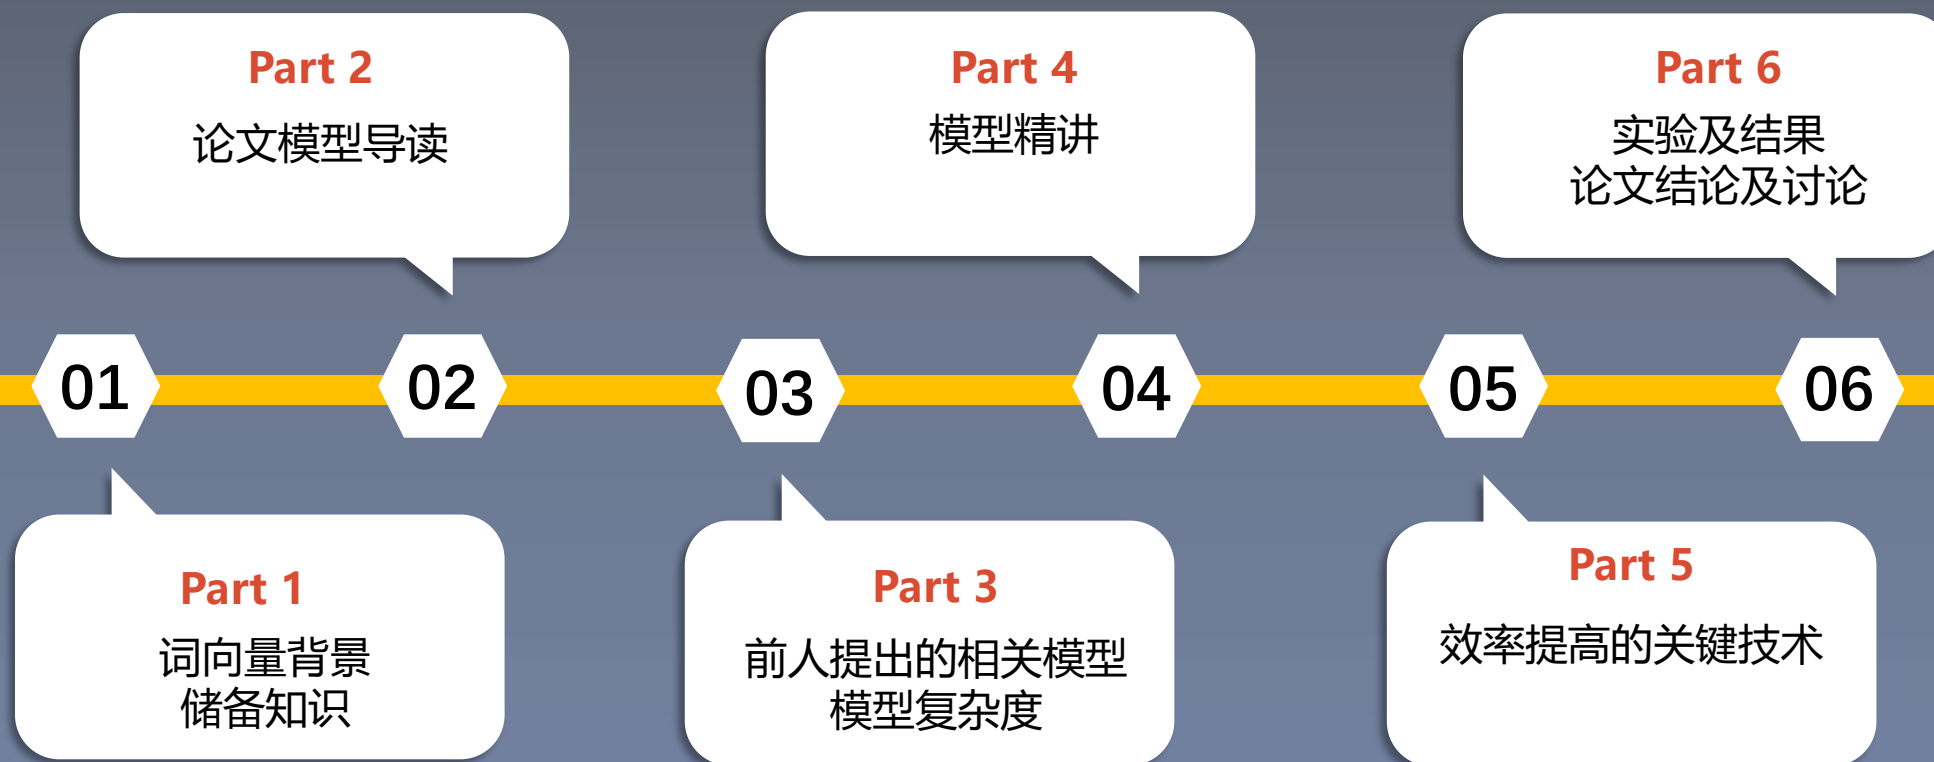 Part 2
论文模型导读
Part 4
模型精讲
Part 6
实验及结果
论文结论及讨论
01
02
03
04
05
06
Part 1
词向量背景
储备知识
Part 3
前人提出的相关模型
模型复杂度
Part 5
效率提高的关键技术